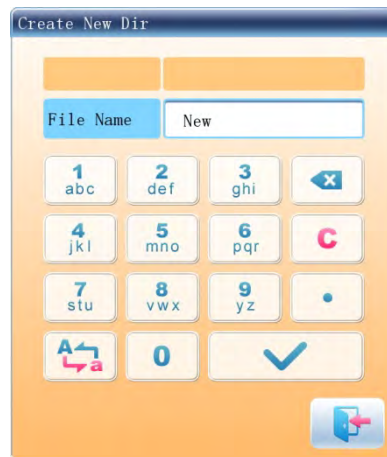 Create New Dir
File Name New
1 2 3
abc def ghi
4 5 6 C
jkl mno pqr
7 8 9 .
stu vwx yz
A a 0